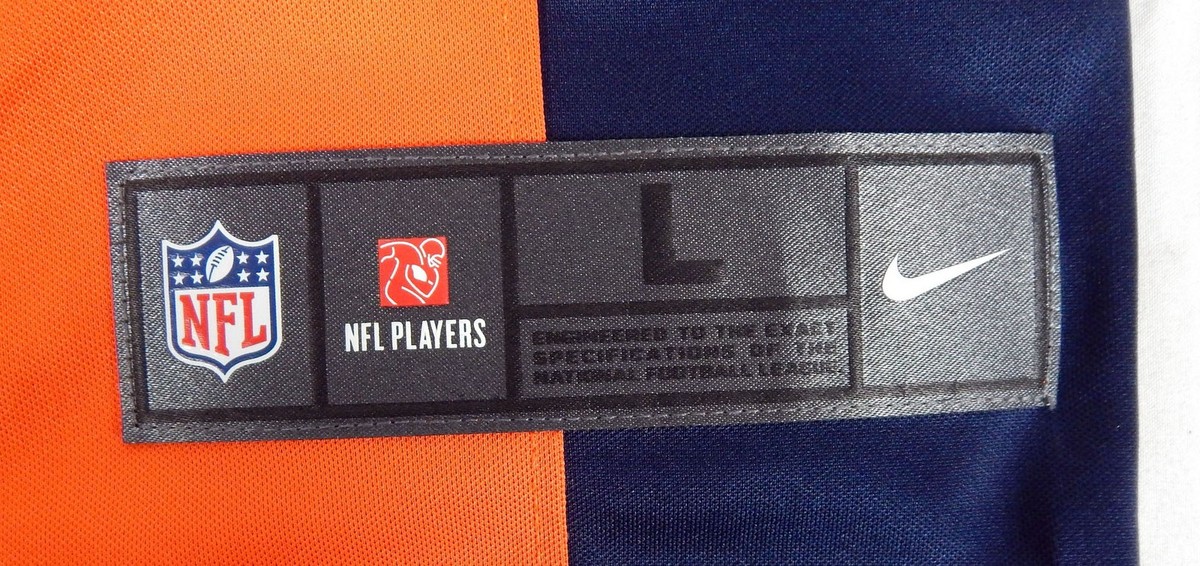 NFL
NFL PLAYERS
L
ENGINEERED TO THE EXACT
SPECIFICATIONS OF THE
NATIONAL FOOTBALL LEAGUE.